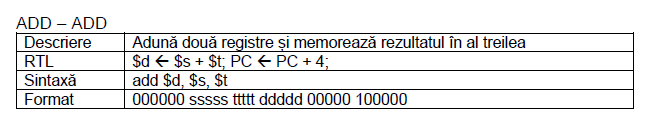 ADD – ADD
Descriere Adună două registre și memorează rezultatul în al treilea
RTL $d ← $s + $t; PC ← PC + 4;
Sintaxă add $d, $s, $t
Format 000000 sssss ttttt ddddd 00000 100000